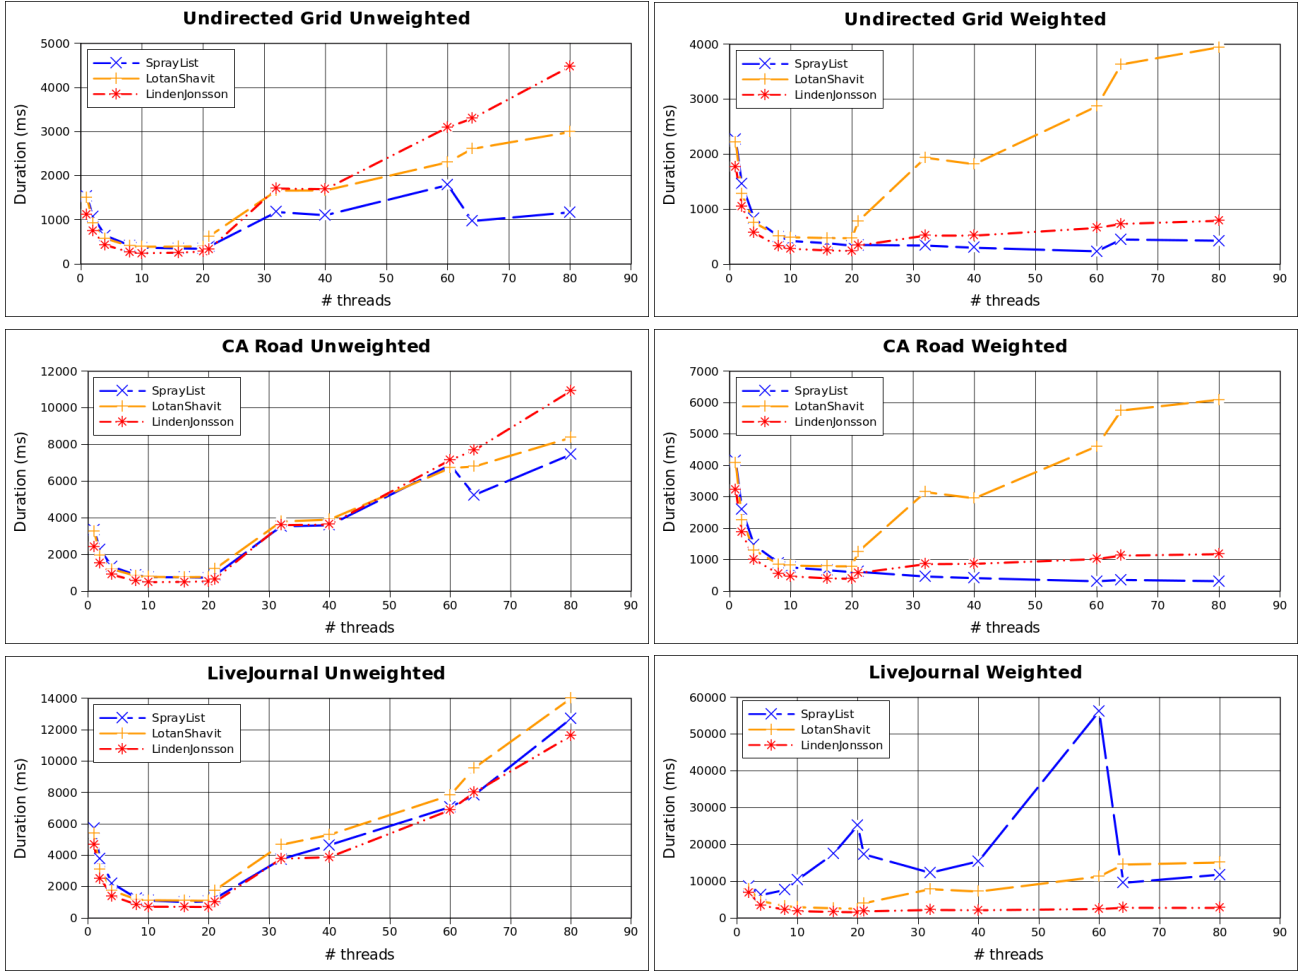 Undirected Grid Unweighted
5000
4000
3000
2000
1000
0
Duration (ms)
SprayList
LotanShavit
LindenJonsson
0 10 20 30 40 50 60 70 80 90
# threads
Undirected Grid Weighted
4000
3000
2000
1000
0
Duration (ms)
SprayList
LotanShavit
LindenJonsson
0 10 20 30 40 50 60 70 80 90
# threads
CA Road Unweighted
12000
10000
8000
6000
4000
2000
0
Duration (ms)
SprayList
LotanShavit
LindenJonsson
0 10 20 30 40 50 60 70 80 90
# threads
CA Road Weighted
7000
6000
5000
4000
3000
2000
1000
0
Duration (ms)
SprayList
LotanShavit
LindenJonsson
0 10 20 30 40 50 60 70 80 90
# threads
LiveJournal Unweighted
14000
12000
10000
8000
6000
4000
2000
0
Duration (ms)
SprayList
LotanShavit
LindenJonsson
0 10 20 30 40 50 60 70 80 90
# threads
LiveJournal Weighted
60000
50000
40000
30000
20000
10000
0
Duration (ms)
SprayList
LotanShavit
LindenJonsson
0 10 20 30 40 50 60 70 80 90
# threads